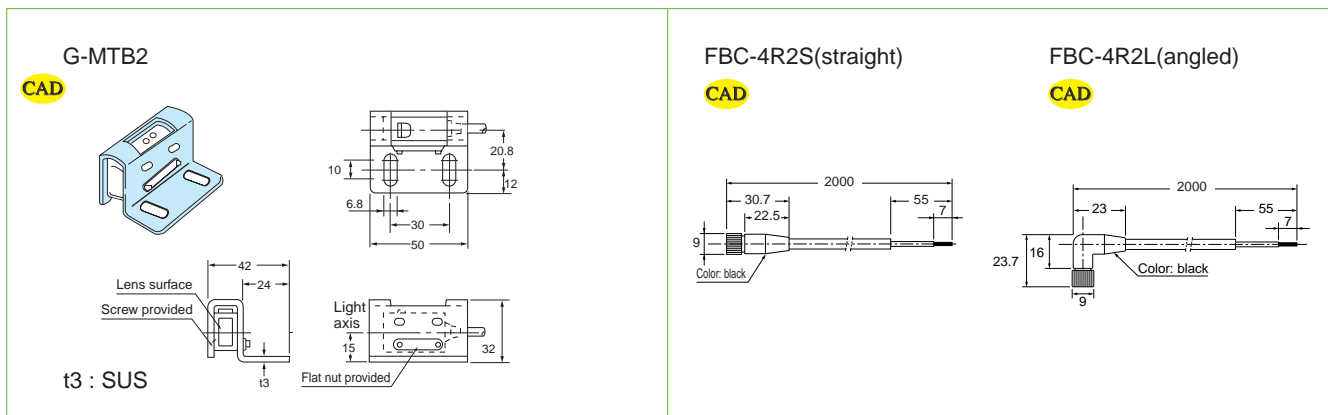 G-MTB2
CAD
20.8
10
12
6.8
30
50
42
24
Lens surface
Screw provided
t3
Light
axis
15
32
Flat nut provided
t3 : SUS
FBC-4R2S(straight)
CAD
2000
30.7
55
22.5
7
9
Color: black
FBC-4R2L(angled)
CAD
2000
23
55
7
23.7
16
Color: black
9